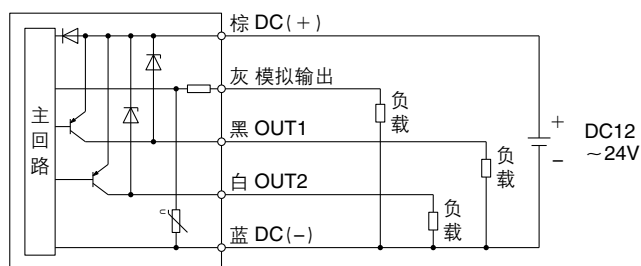 棕 DC(+)
灰 模拟输出
负载
主回路
黑 OUT1
+
DC12
～24V
−
负载
白 OUT2
负载
蓝 DC(−)